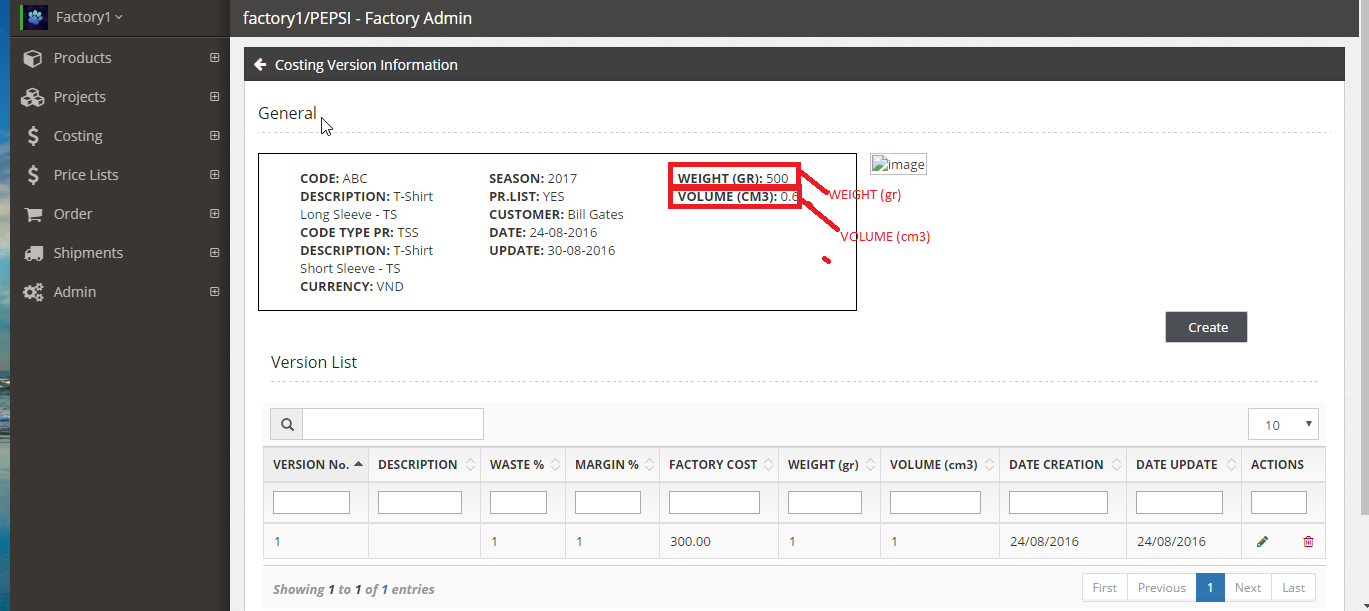 Factory1
factory1/PEPSI - Factory Admin
Products
Projects
Costing
Price Lists
Order
Shipments
Admin
Costing Version Information
General
CODE: ABC
DESCRIPTION: T-Shirt
Long Sleeve - TS
CODE TYPE PR: TSS
DESCRIPTION: T-Shirt
Short Sleeve - TS
CURRENCY: VND
SEASON: 2017
PR.LIST: YES
CUSTOMER: Bill Gates
DATE: 24-08-2016
UPDATE: 30-08-2016
WEIGHT (GR): 500
VOLUME (CM3): 0.6
image
WEIGHT (gr)
VOLUME (cm3)
Create
Version List
10
VERSION No. DESCRIPTION WASTE % MARGIN % FACTORY COST WEIGHT (gr) VOLUME (cm3) DATE CREATION DATE UPDATE ACTIONS
1 1 1 300.00 1 1 24/08/2016 24/08/2016
Showing 1 to 1 of 1 entries
First Previous 1 Next Last